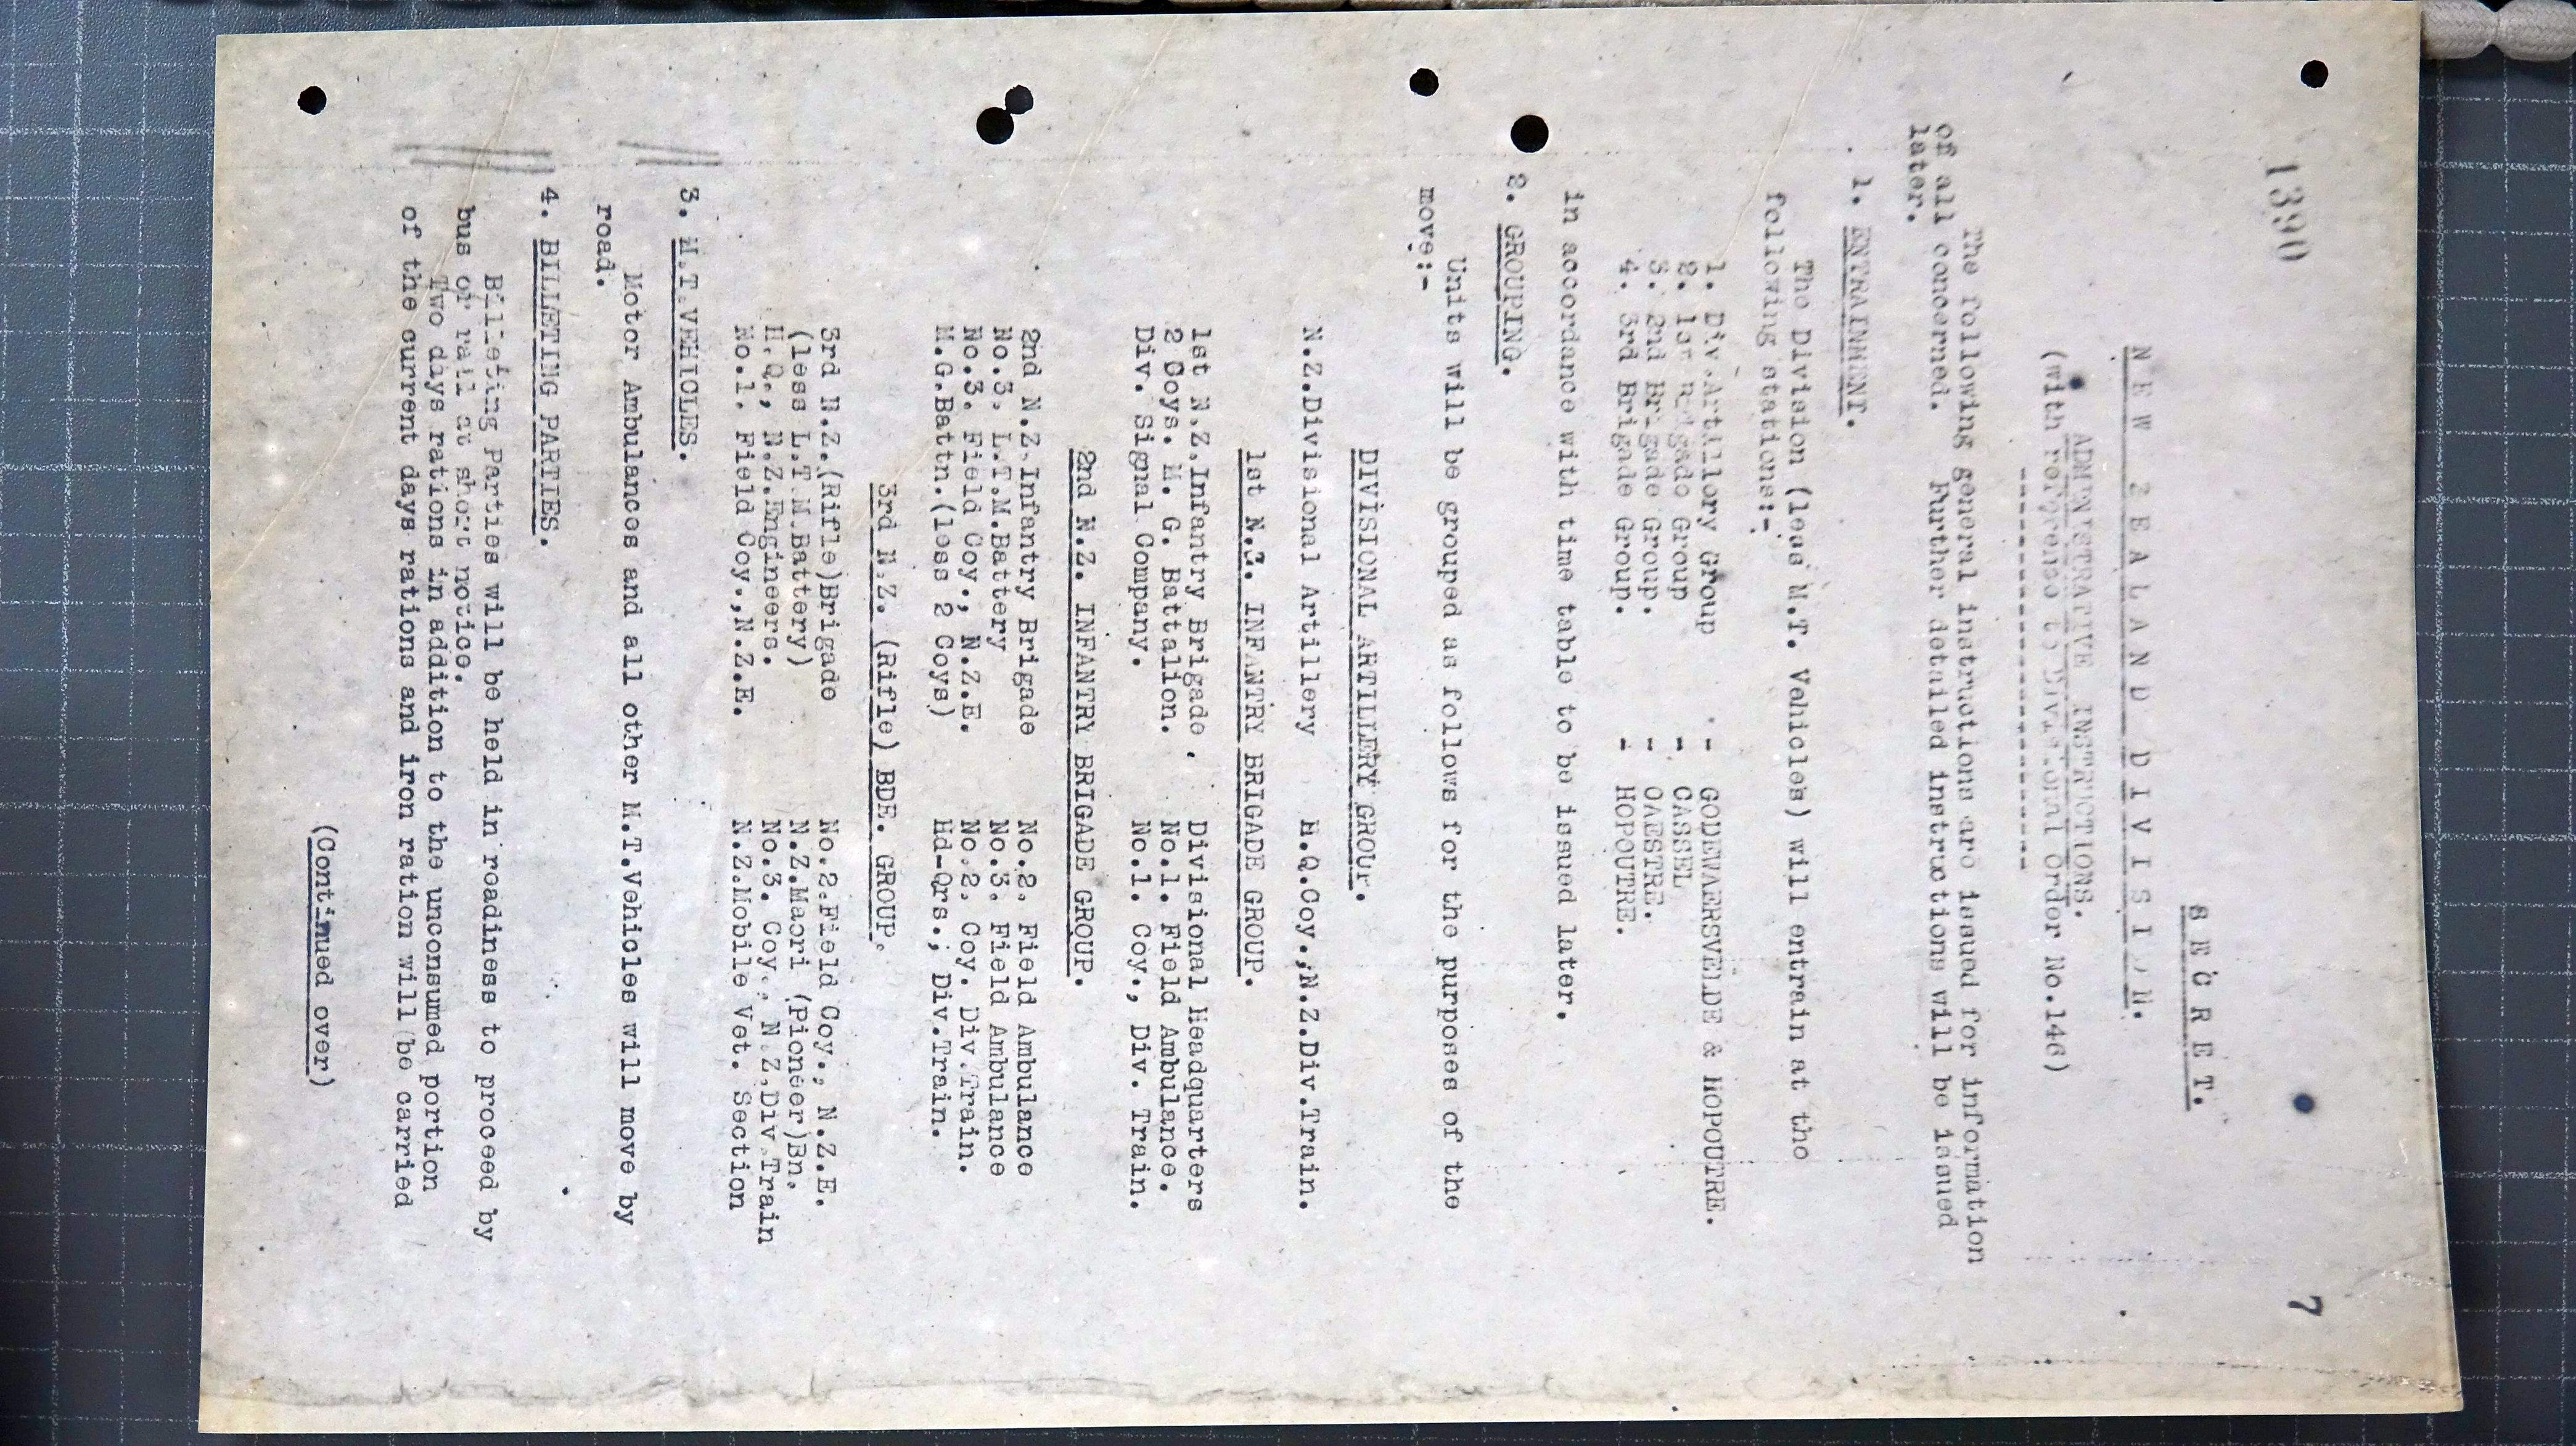 1390
7
S E C R E T.
N E W  Z E A L A N D  D I V I S I O N.
ADMINISTRATIVE INSTRUCTIONS.
(with reference to Divisional Order No.146)
---------------------------
The following general instructions are issued for information
of all concerned. Further detailed instructions will be issued
later.
1. ENTRAINMENT.
The Division (less M.T. Vehicles) will entrain at the
following stations:-
1. Div.Artillery Group - GODEWAERSVELDE & HOPOUTRE.
2. 1st Brigade Group - CASSEL
3. 2nd Brigade Group. - CAESTRE.
4. 3rd Brigade Group. - HOPOUTRE.
in accordance with time table to be issued later.
2. GROUPING.
Units will be grouped as follows for the purposes of the
move:-
DIVISIONAL ARTILLERY GROUP.
N.Z.Divisional Artillery H.Q.Coy.,N.Z.Div.Train.
1st N.Z. INFANTRY BRIGADE GROUP.
1st N.Z.Infantry Brigade. Divisional Headquarters
2 Coys. M. G. Battalion. No.1. Field Ambulance.
Div. Signal Company. No.1. Coy., Div. Train.
2nd N.Z. INFANTRY BRIGADE GROUP.
2nd N.Z.Infantry Brigade No.2. Field Ambulance
No.3. L.T.M.Battery No.3. Field Ambulance
No.3. Field Coy., N.Z.E. No.2. Coy. Div.Train.
M.G.Battn.(less 2 Coys) Hd-Qrs., Div.Train.
3rd N.Z. (Rifle) BDE. GROUP.
3rd N.Z.(Rifle)Brigade No.2.Field Coy., N.Z.E.
(less L.T.M.Battery) N.Z.Maori (Pioneer)Bn.
H.Q., N.Z.Engineers. No.3. Coy., N.Z.Div.Train
No.1. Field Coy.,N.Z.E. N.Z.Mobile Vet. Section
3. M.T.VEHICLES.
Motor Ambulances and all other M.T.Vehicles will move by
road.
4. BILLETING PARTIES.
Billeting Parties will be held in readiness to proceed by
bus or rail at short notice.
Two days rations in addition to the unconsumed portion
of the current days rations and iron ration will be carried
(Continued over)